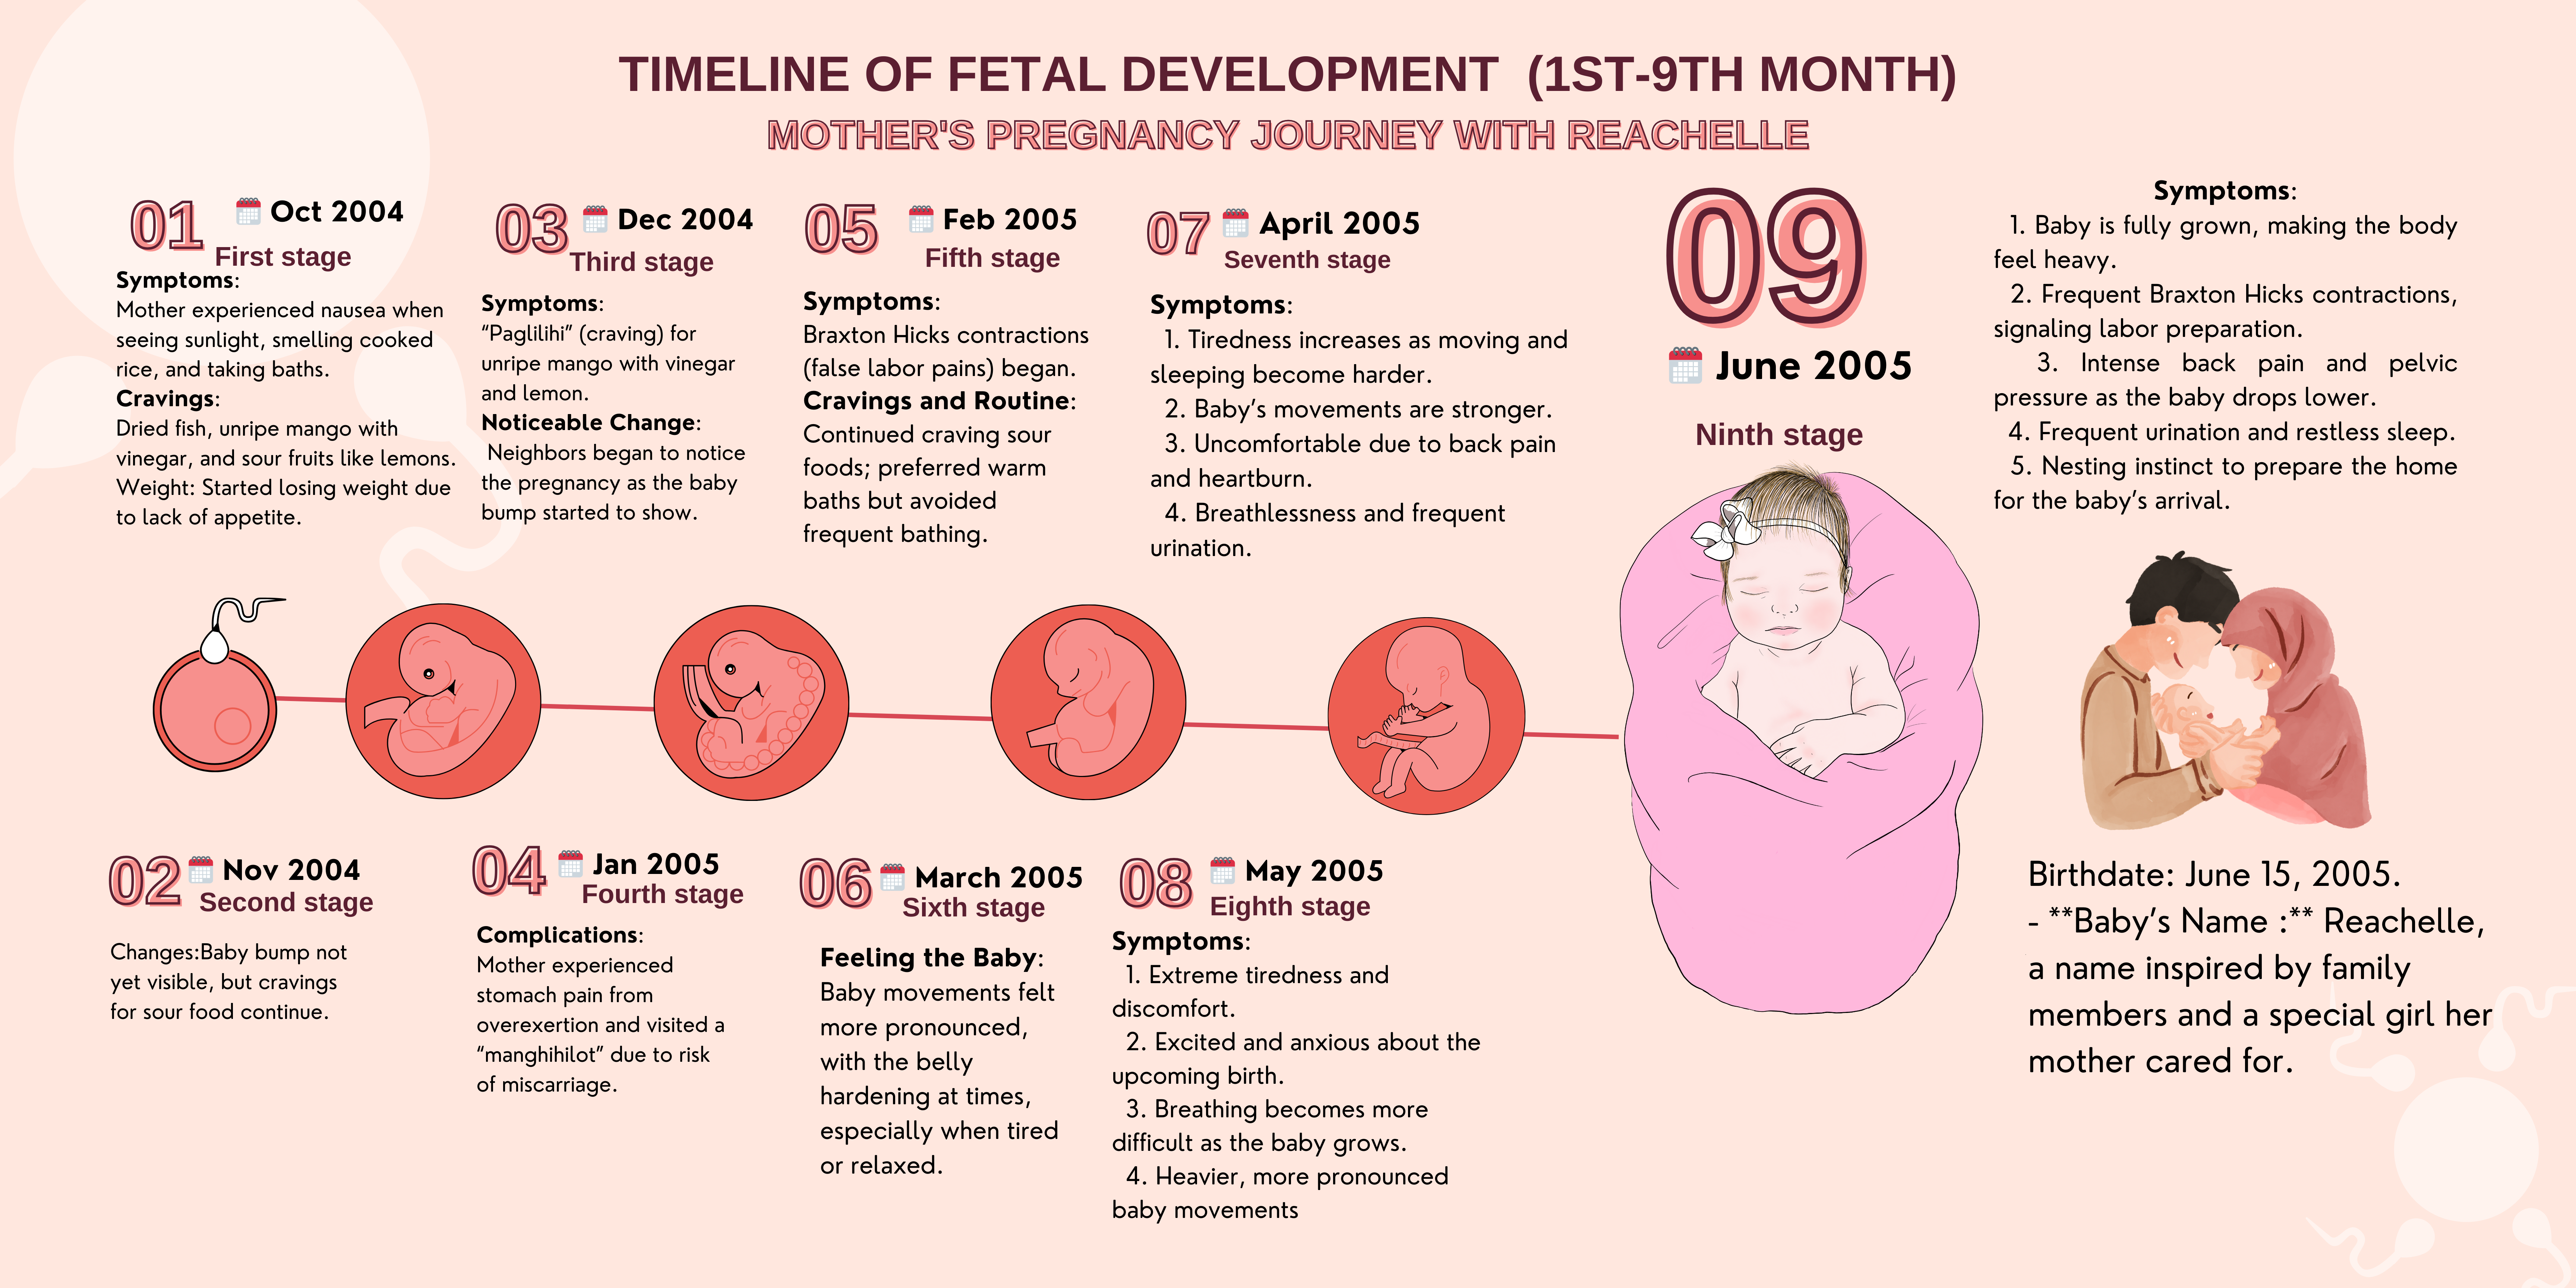 TIMELINE OF FETAL DEVELOPMENT (1ST-9TH MONTH)
MOTHER'S PREGNANCY JOURNEY WITH REACHELLE
01
Oct 2004
First stage
Symptoms:
Mother experienced nausea when
seeing sunlight, smelling cooked
rice, and taking baths.
Cravings:
Dried fish, unripe mango with
vinegar, and sour fruits like lemons.
Weight: Started losing weight due
to lack of appetite.
03
Dec 2004
Third stage
Symptoms:
“Paglilihi” (craving) for
unripe mango with vinegar
and lemon.
Noticeable Change:
Neighbors began to notice
the pregnancy as the baby
bump started to show.
05
Feb 2005
Fifth stage
Symptoms:
Braxton Hicks contractions
(false labor pains) began.
Cravings and Routine:
Continued craving sour
foods; preferred warm
baths but avoided
frequent bathing.
07
April 2005
Seventh stage
Symptoms:
1. Tiredness increases as moving and
sleeping become harder.
2. Baby’s movements are stronger.
3. Uncomfortable due to back pain
and heartburn.
4. Breathlessness and frequent
urination.
09
June 2005
Ninth stage
Symptoms:
1. Baby is fully grown, making the body
feel heavy.
2. Frequent Braxton Hicks contractions,
signaling labor preparation.
3. Intense back pain and pelvic
pressure as the baby drops lower.
4. Frequent urination and restless sleep.
5. Nesting instinct to prepare the home
for the baby’s arrival.
02
Nov 2004
Second stage
Changes:Baby bump not
yet visible, but cravings
for sour food continue.
04
Jan 2005
Fourth stage
Complications:
Mother experienced
stomach pain from
overexertion and visited a
“manghihilot” due to risk
of miscarriage.
06
March 2005
Sixth stage
Feeling the Baby:
Baby movements felt
more pronounced,
with the belly
hardening at times,
especially when tired
or relaxed.
08
May 2005
Eighth stage
Symptoms:
1. Extreme tiredness and
discomfort.
2. Excited and anxious about the
upcoming birth.
3. Breathing becomes more
difficult as the baby grows.
4. Heavier, more pronounced
baby movements
Birthdate: June 15, 2005.
- **Baby’s Name :** Reachelle,
a name inspired by family
members and a special girl her
mother cared for.